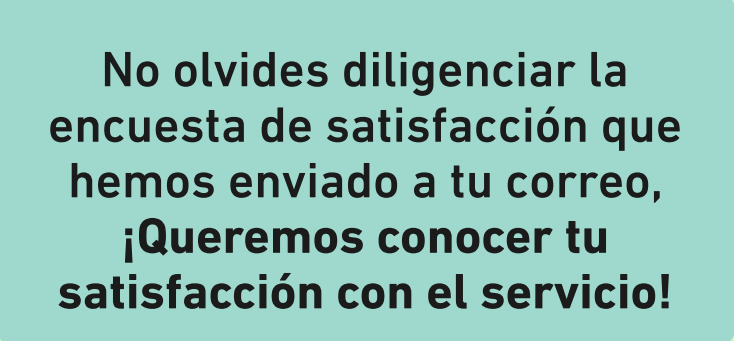 No olvides diligenciar la
encuesta de satisfacción que
hemos enviado a tu correo,
¡Queremos conocer tu
satisfacción con el servicio!